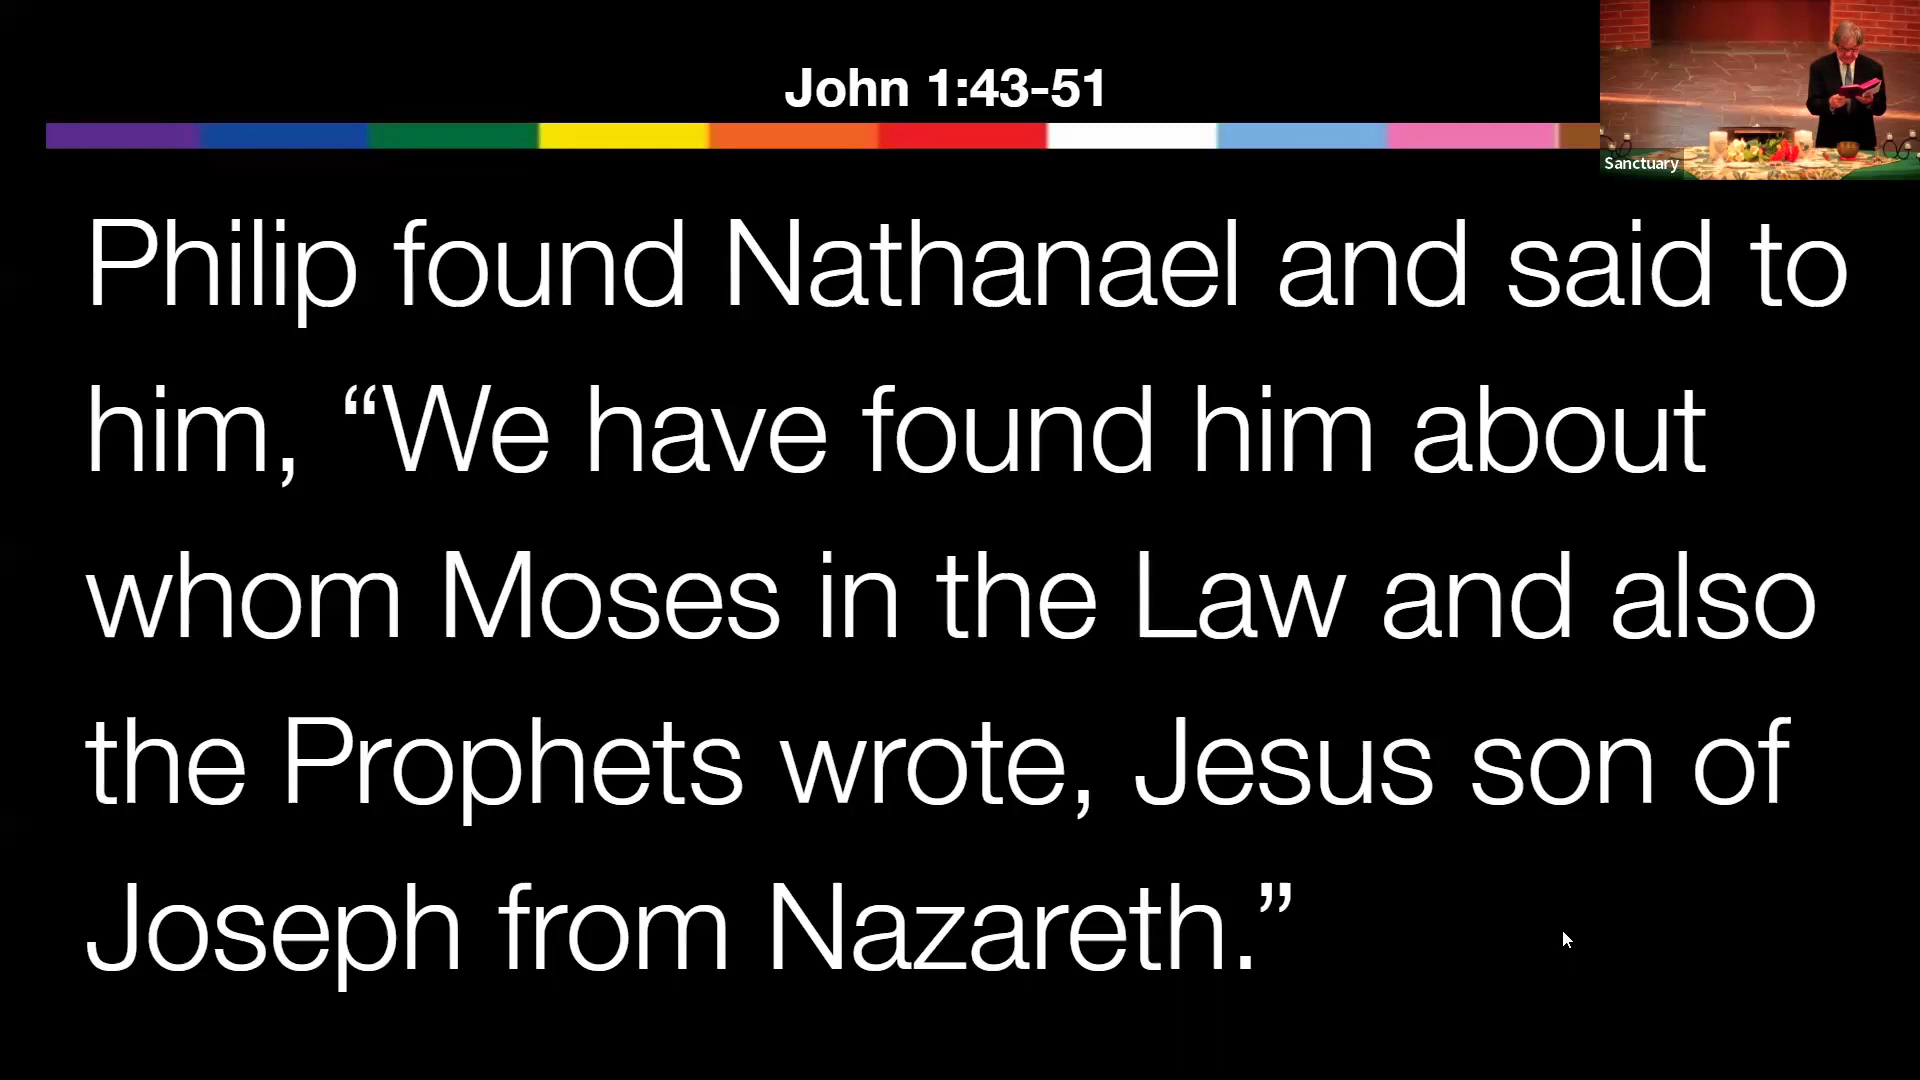 John 1:43-51
Sanctuary
Philip found Nathanael and said to
him, “We have found him about
whom Moses in the Law and also
the Prophets wrote, Jesus son of
Joseph from Nazareth.”